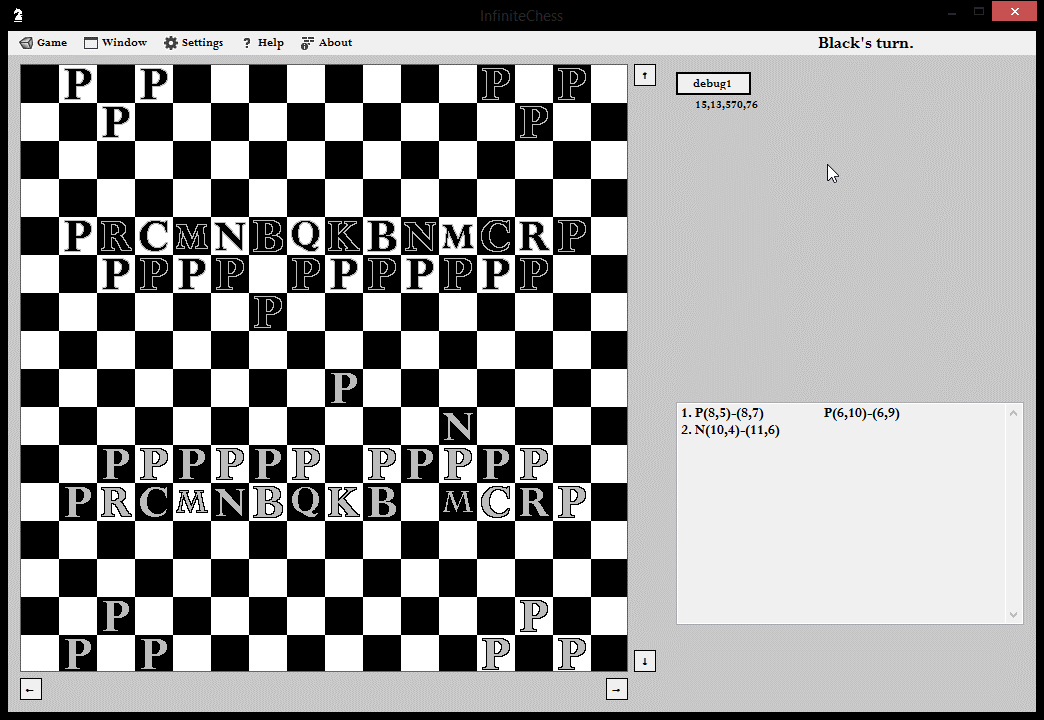 InfiniteChess
Game Window Settings ? Help About
Black's turn.
P P P P
P P
P R C M N B Q K B N M C R P
P P P P P P P P P P P
P
P
N
P P P P P P P P P P P
P R C M N B Q K B M C R P
P P
P P P P
↑
↓
←
→
debug1
15,13,570,76
1. P(8,5)-(8,7) P(6,10)-(6,9)
2. N(10,4)-(11,6)